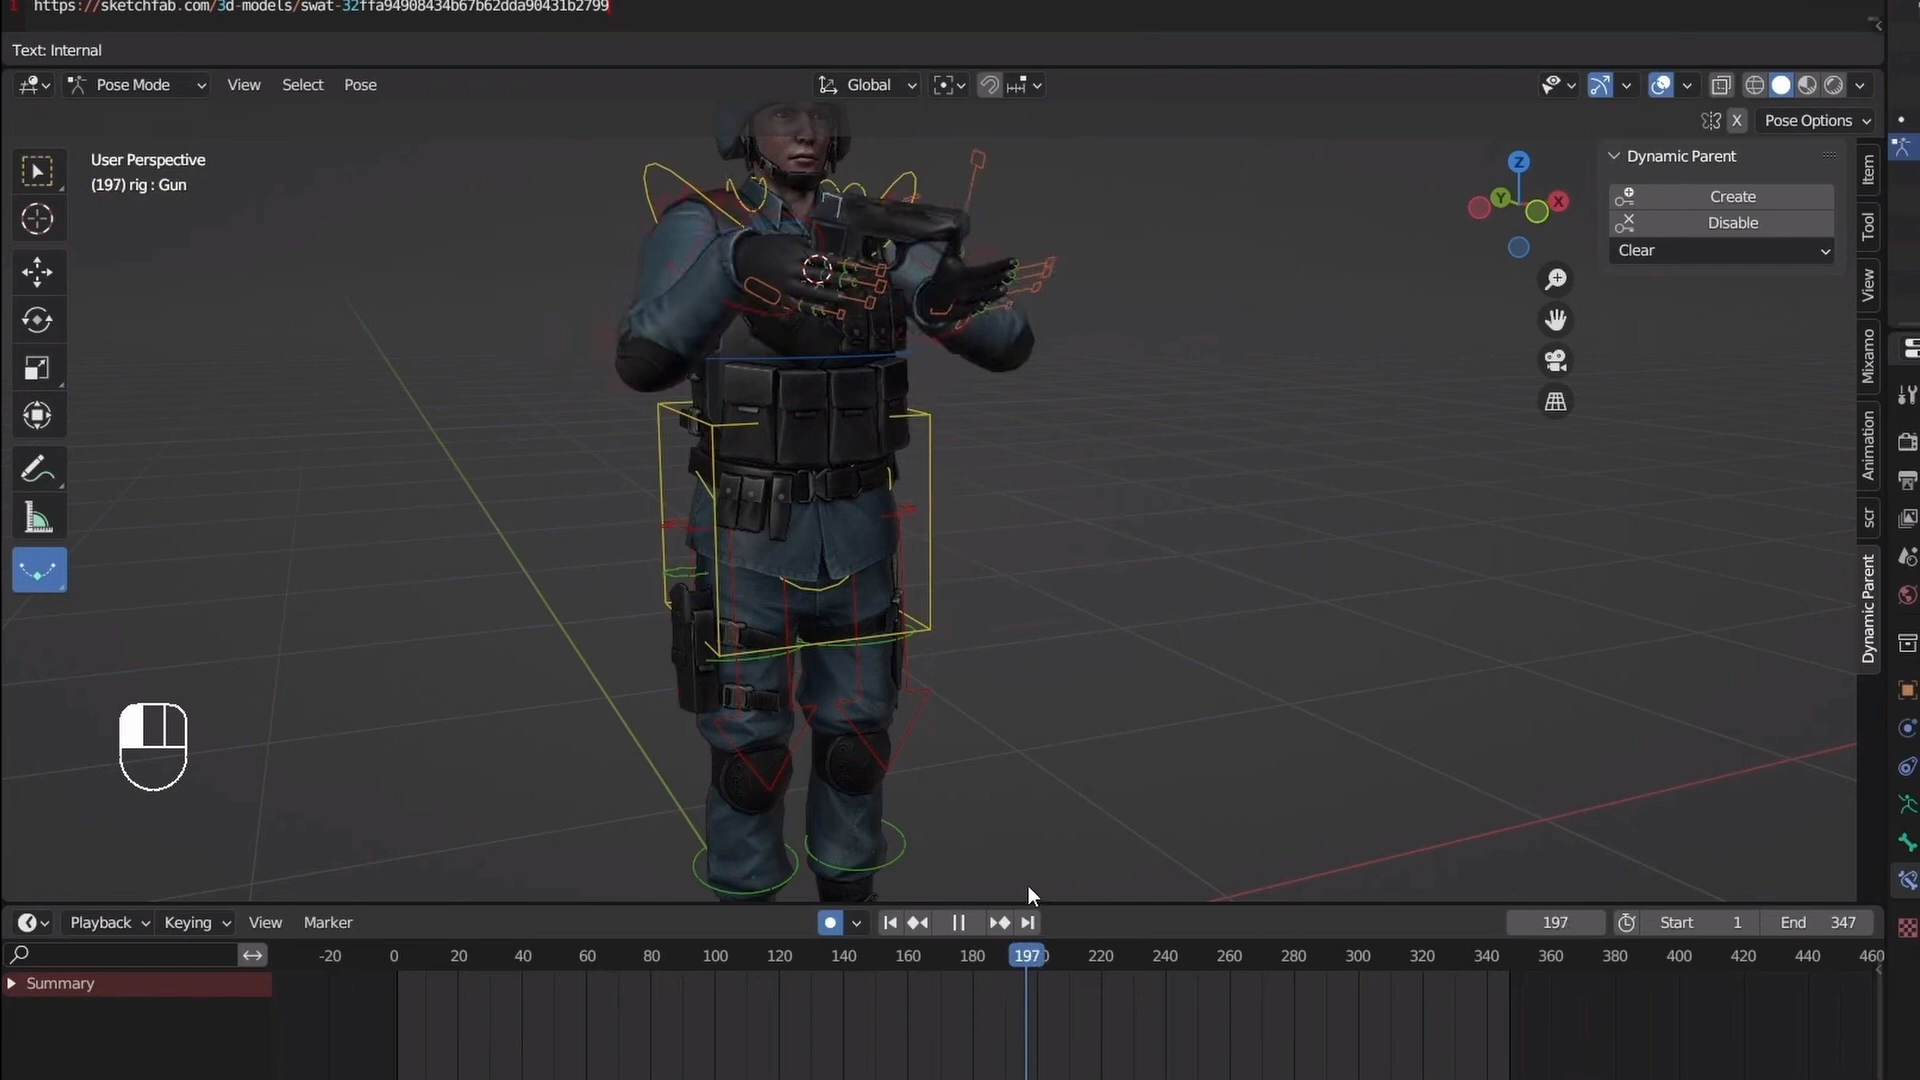 1 https://sketchfab.com/3d-models/swat-32ffa94908434b67b62dda90431b2799
Text: Internal
Pose Mode View Select Pose Global
X Pose Options
User Perspective
(197) rig : Gun
Z
Y
X
Dynamic Parent
Create
Disable
Clear
Item
Tool
View
Mixamo
Animation
scr
Dynamic Parent
Playback Keying View Marker 197 Start 1 End 347
-20 0 20 40 60 80 100 120 140 160 180 197 220 240 260 280 300 320 340 360 380 400 420 440 460
Summary